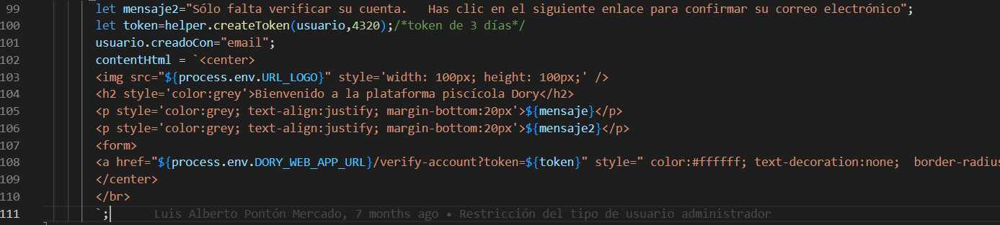 99 let mensaje2="Sólo falta verificar su cuenta.   Has clic en el siguiente enlace para confirmar su correo electrónico";
100 let token=helper.createToken(usuario,4320);/*token de 3 días*/
101 usuario.creadoCon="email";
102 contentHtml = `<center>
103 <img src="${process.env.URL_LOGO}" style='width: 100px; height: 100px;' />
104 <h2 style='color:grey'>Bienvenido a la plataforma piscícola Dory</h2>
105 <p style='color:grey; text-align:justify; margin-bottom:20px'>${mensaje}</p>
106 <p style='color:grey; text-align:justify; margin-bottom:20px'>${mensaje2}</p>
107 <form>
108 <a href="${process.env.DORY_WEB_APP_URL}/verify-account?token=${token}" style=" color:#ffffff; text-decoration:none;  border-radius
109 </center>
110 </br>
111 `; Luis Alberto Pontón Mercado, 7 months ago • Restricción del tipo de usuario administrador